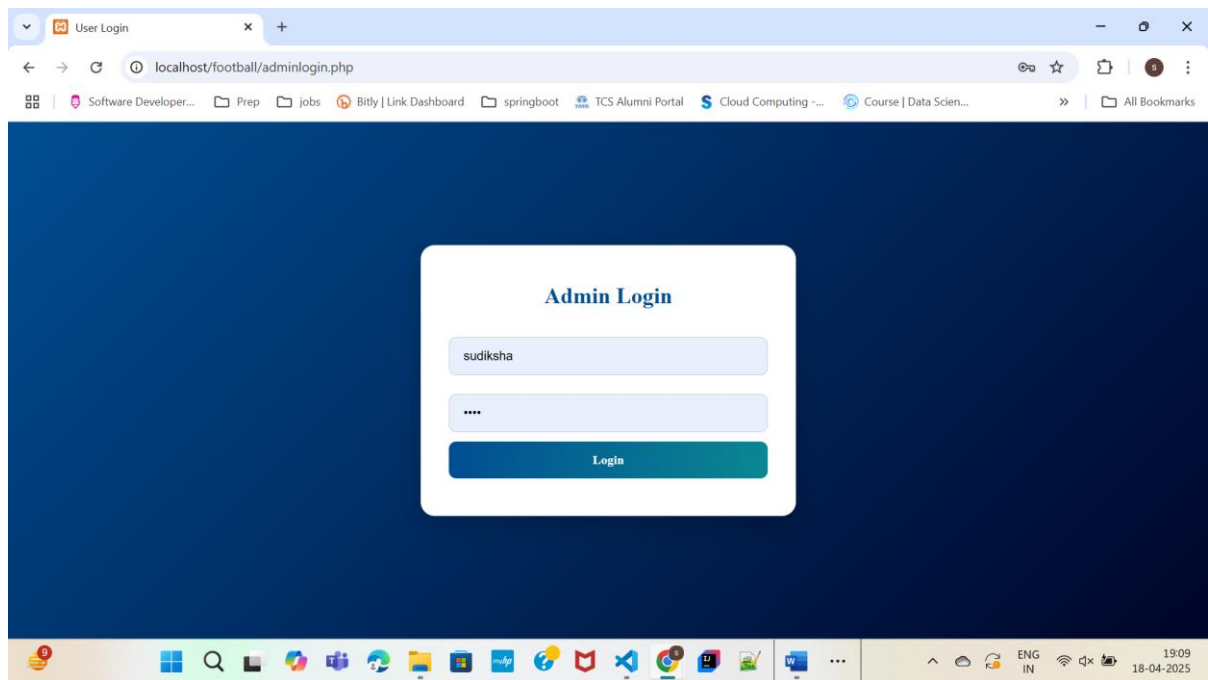 User Login
localhost/football/adminlogin.php
S
Software Developer... Prep jobs Bitly | Link Dashboard springboot TCS Alumni Portal Cloud Computing -... Course | Data Scien... All Bookmarks
Admin Login
sudiksha
••••
Login
9
ENG
IN
19:09
18-04-2025